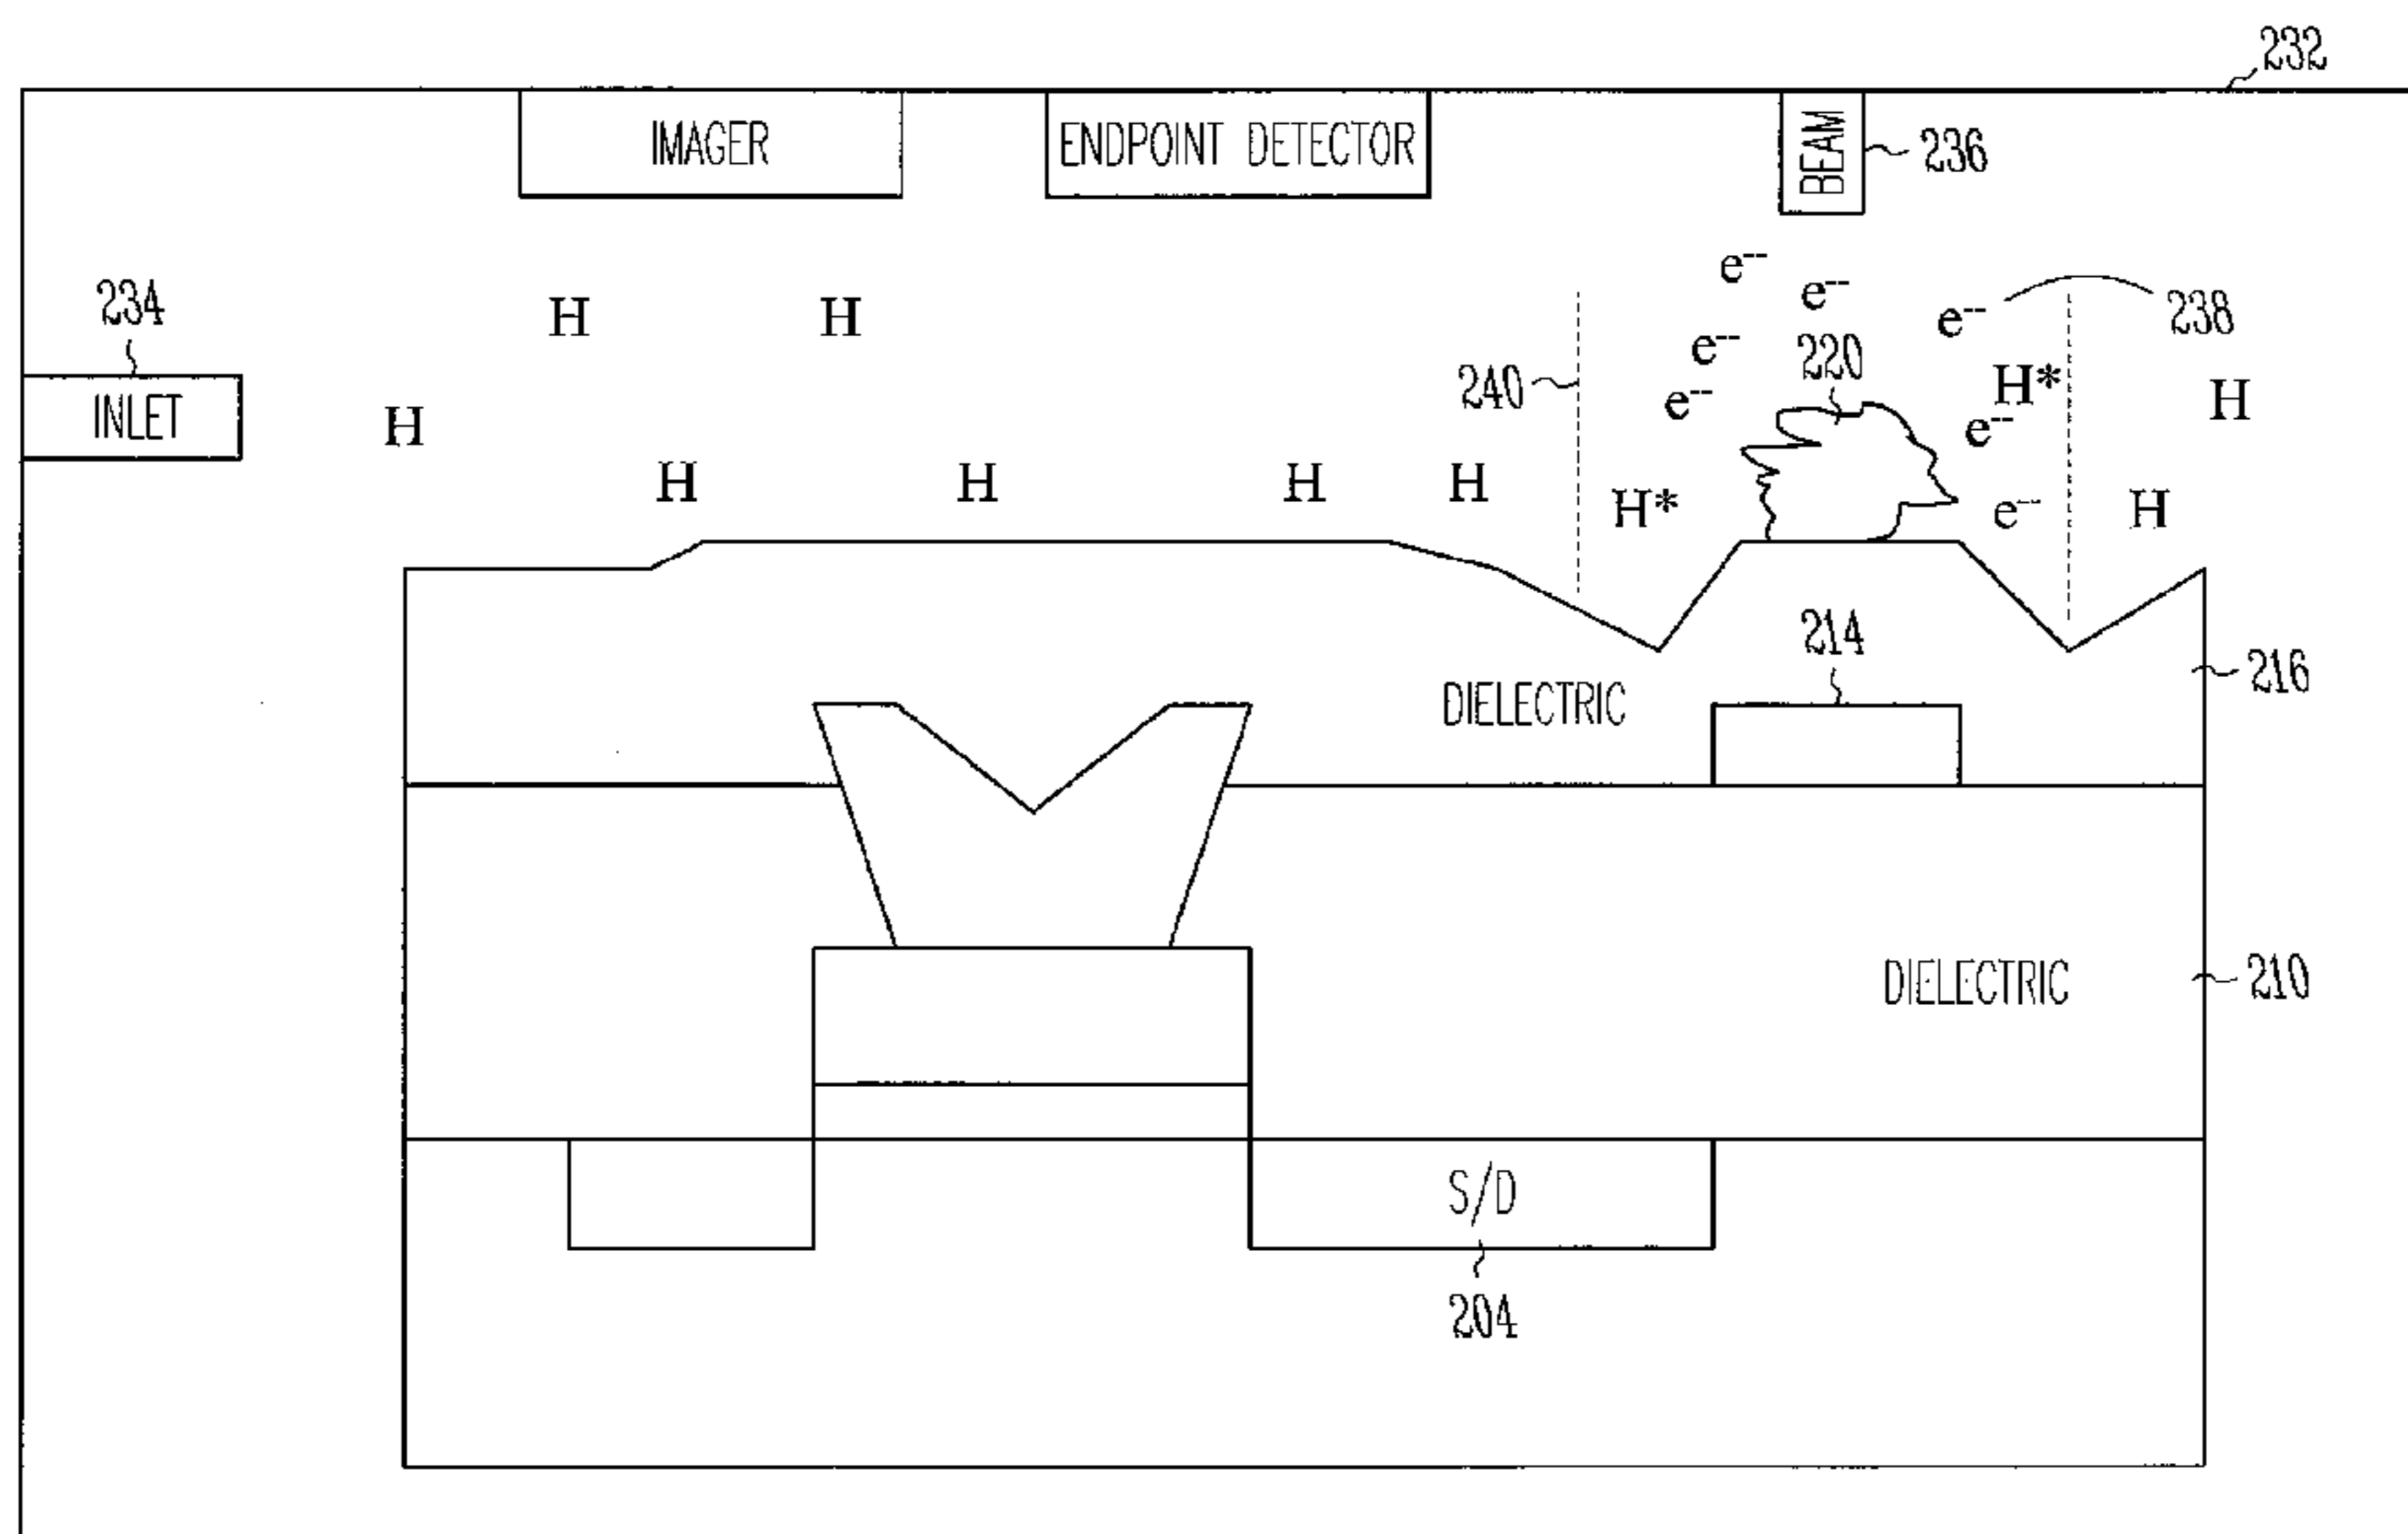 232
IMAGER
ENDPOINT DETECTOR
BEAM
236
e--
e--
e--
238
234
H
H
e--
220
240
H*
H
INLET
H
e--
e--
H
H
H
H
H*
e--
H
214
216
DIELECTRIC
DIELECTRIC
210
S/D
204